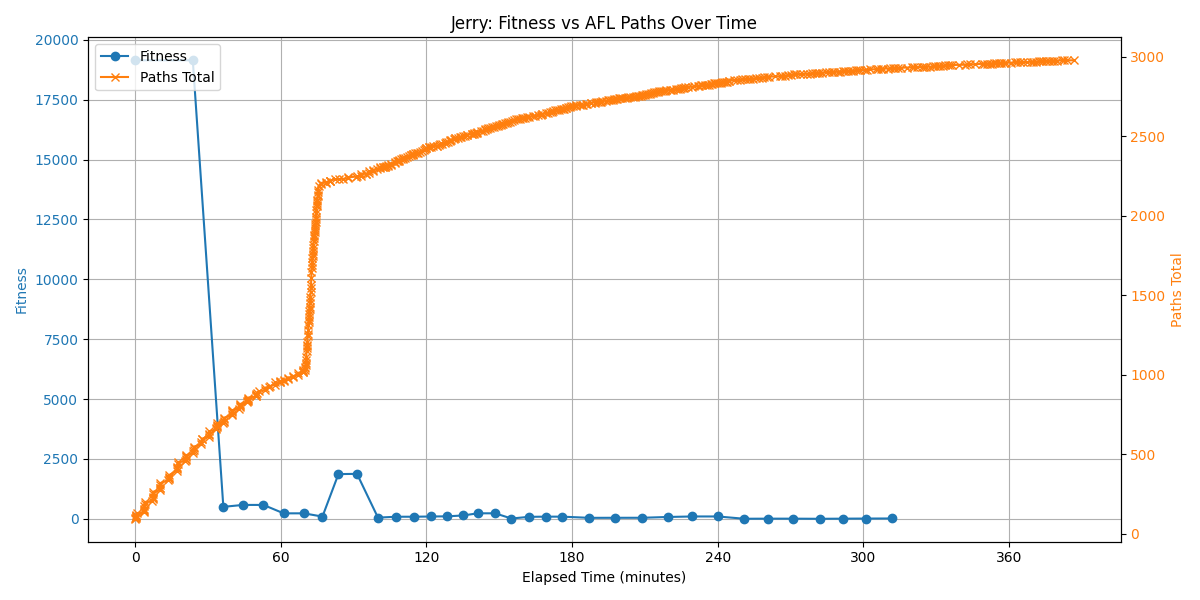 Jerry: Fitness vs AFL Paths Over Time
Fitness
Paths Total
20000
17500
15000
12500
10000
7500
5000
2500
0
Fitness
3000
2500
2000
1500
1000
500
0
Paths Total
0 60 120 180 240 300 360
Elapsed Time (minutes)